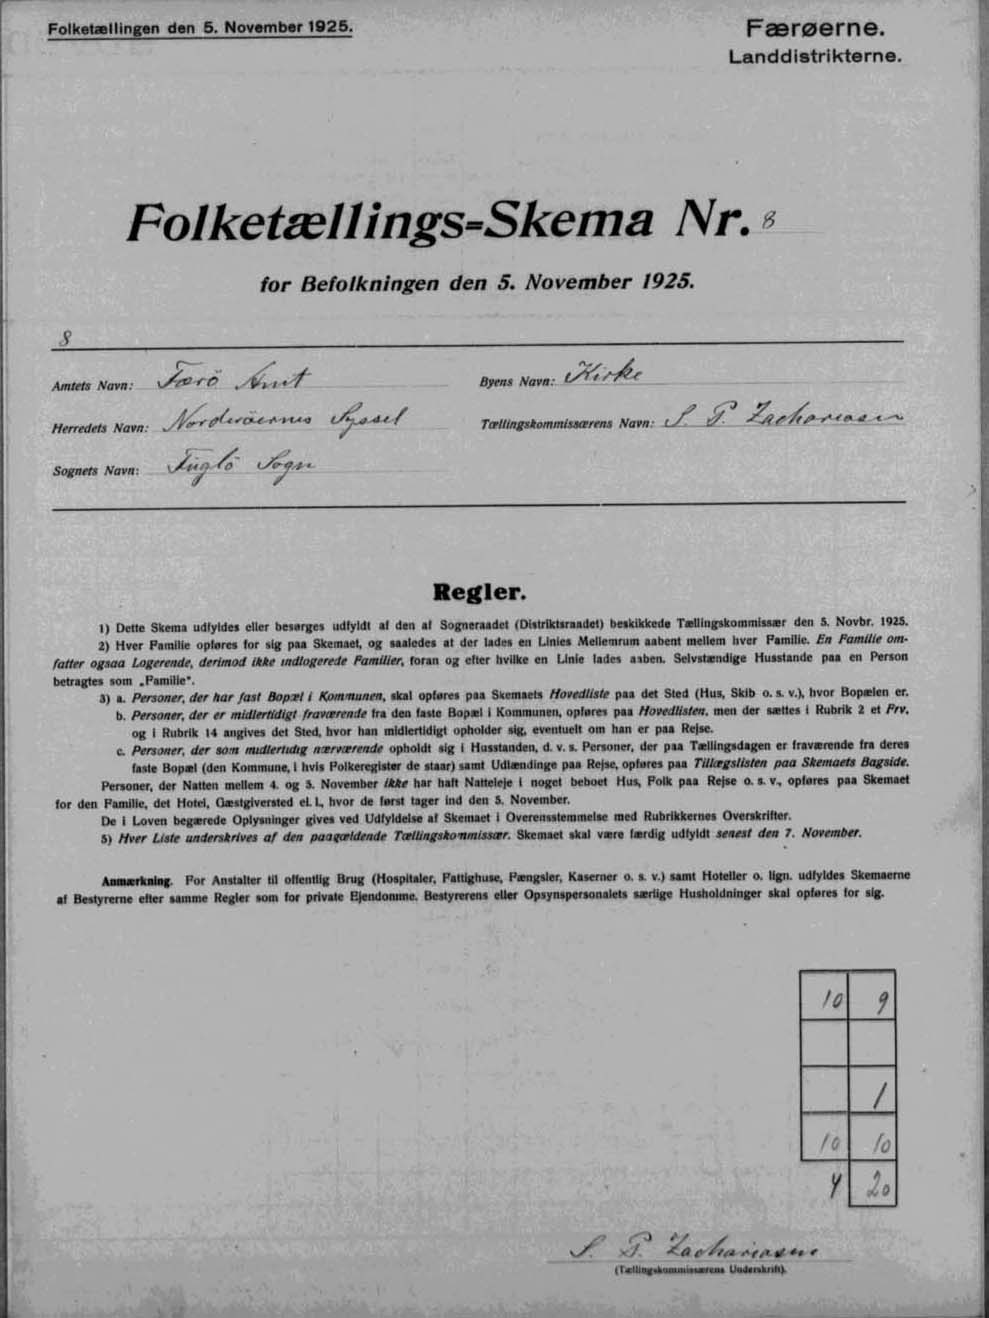 Folketællingen den 5. November 1925.
Færøerne.
Landdistrikterne.
Folketællings=Skema Nr. 8
for Befolkningen den 5. November 1925.
8
Amtets Navn: Færö Amt
Byens Navn: Kirke
Herredets Navn: Norderöernes Syssel
Tællingskommissærens Navn: S. P. Zachariasen
Sognets Navn: Fuglö Sogn
Regler.
1) Dette Skema udfyldes eller besørges udfyldt af den af Sogneraadet (Distriktsraadet) beskikkede Tællingskommissær den 5. Novbr. 1925.
2) Hver Familie opføres for sig paa Skemaet, og saaledes at der lades en Linies Mellemrum aabent mellem hver Familie. En Familie om-
fatter ogsaa Logerende, derimod ikke indlogerede Familier, foran og efter hvilke en Linie lades aaben. Selvstændige Husstande paa en Person
betragtes som „Familie".
3) a. Personer, der har fast Bopæl i Kommunen, skal opføres paa Skemaets Hovedliste paa det Sted (Hus, Skib o. s. v.), hvor Bopælen er.
b. Personer, der er midlertidigt fraværende fra den faste Bopæl i Kommunen, opføres paa Hovedlisten, men der sættes i Rubrik 2 et Frv,
og i Rubrik 14 angives det Sted, hvor han midlertidigt opholder sig, eventuelt om han er paa Rejse.
c. Personer, der som midlertidig nærværende opholdt sig i Husstanden, d. v. s. Personer, der paa Tællingsdagen er fraværende fra deres
faste Bopæl (den Kommune, i hvis Folkeregister de staar) samt Udlændinge paa Rejse, opføres paa Tillægslisten paa Skemaets Bagside.
Personer, der Natten mellem 4. og 5. November ikke har haft Natteleje i noget beboet Hus, Folk paa Rejse o. s. v., opføres paa Skemaet
for den Familie, det Hotel, Gæstgiversted el. l., hvor de først tager ind den 5. November.
De i Loven begærede Oplysninger gives ved Udfyldelse af Skemaet i Overensstemmelse med Rubrikkernes Overskrifter.
5) Hver Liste underskrives af den paagældende Tællingskommissær. Skemaet skal være færdig udfyldt senest den 7. November.
Anmærkning. For Anstalter til offentlig Brug (Hospitaler, Fattighuse, Fængsler, Kaserner o. s. v.) samt Hoteller o. lign. udfyldes Skemaerne
af Bestyrerne efter samme Regler som for private Ejendomme. Bestyrerens eller Opsynspersonalets særlige Husholdninger skal opføres for sig.
10 9
1
10 10
4 20
S. P. Zachariasen
(Tællingskommissærens Underskrift).